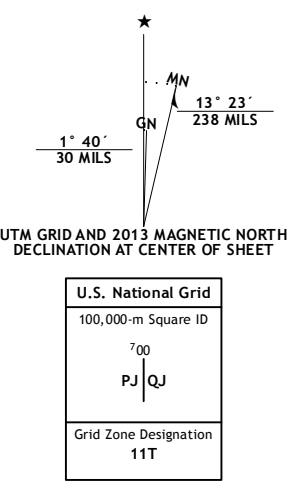 ★
MN
GN
13° 23´
238 MILS
1° 40´
30 MILS
UTM GRID AND 2013 MAGNETIC NORTH
DECLINATION AT CENTER OF SHEET
U.S. National Grid
100,000-m Square ID
⁷00
PJ QJ
Grid Zone Designation
11T